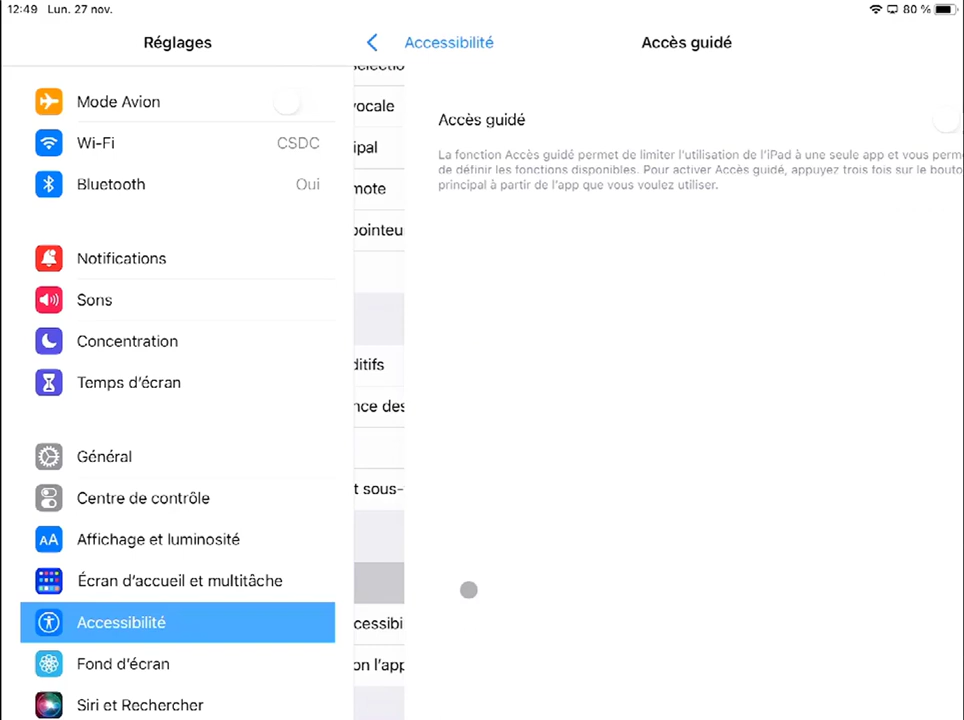 12:49 Lun. 27 nov.
80 %
Réglages
Accessibilité
Accès guidé
Mode Avion
Wi-Fi
CSDC
Bluetooth
Oui
Notifications
Sons
Concentration
Temps d'écran
Général
Centre de contrôle
AA
Affichage et luminosité
Écran d'accueil et multitâche
Accessibilité
Fond d'écran
Siri et Rechercher
vocale
ipal
mote
pointeu
ditifs
nce des
t sous-
cessibi
on l'app
Accès guidé
La fonction Accès guidé permet de limiter l'utilisation de l'iPad à une seule app et vous perm
de définir les fonctions disponibles. Pour activer Accès guidé, appuyez trois fois sur le bouto
principal à partir de l'app que vous voulez utiliser.